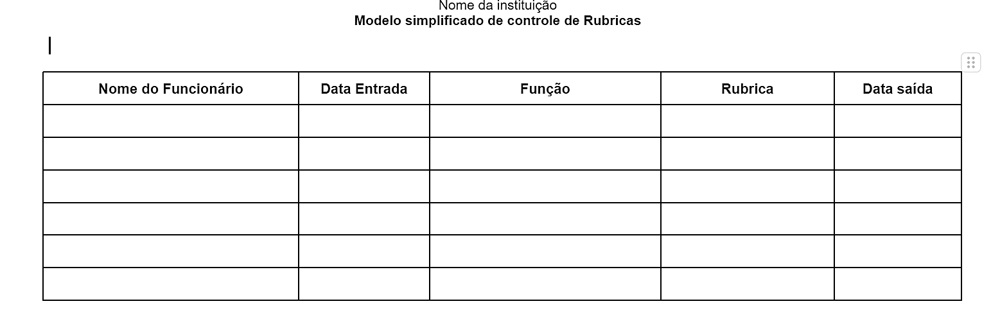 Nome da instituição
Modelo simplificado de controle de Rubricas
Nome do Funcionário Data Entrada Função Rubrica Data saída